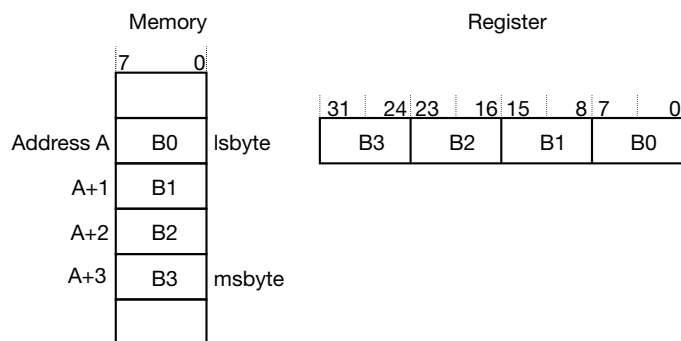 Memory Register
7 0
31 24 23 16 15 8 7 0
Address A B0 lsbyte B3 B2 B1 B0
A+1 B1
A+2 B2
A+3 B3 msbyte